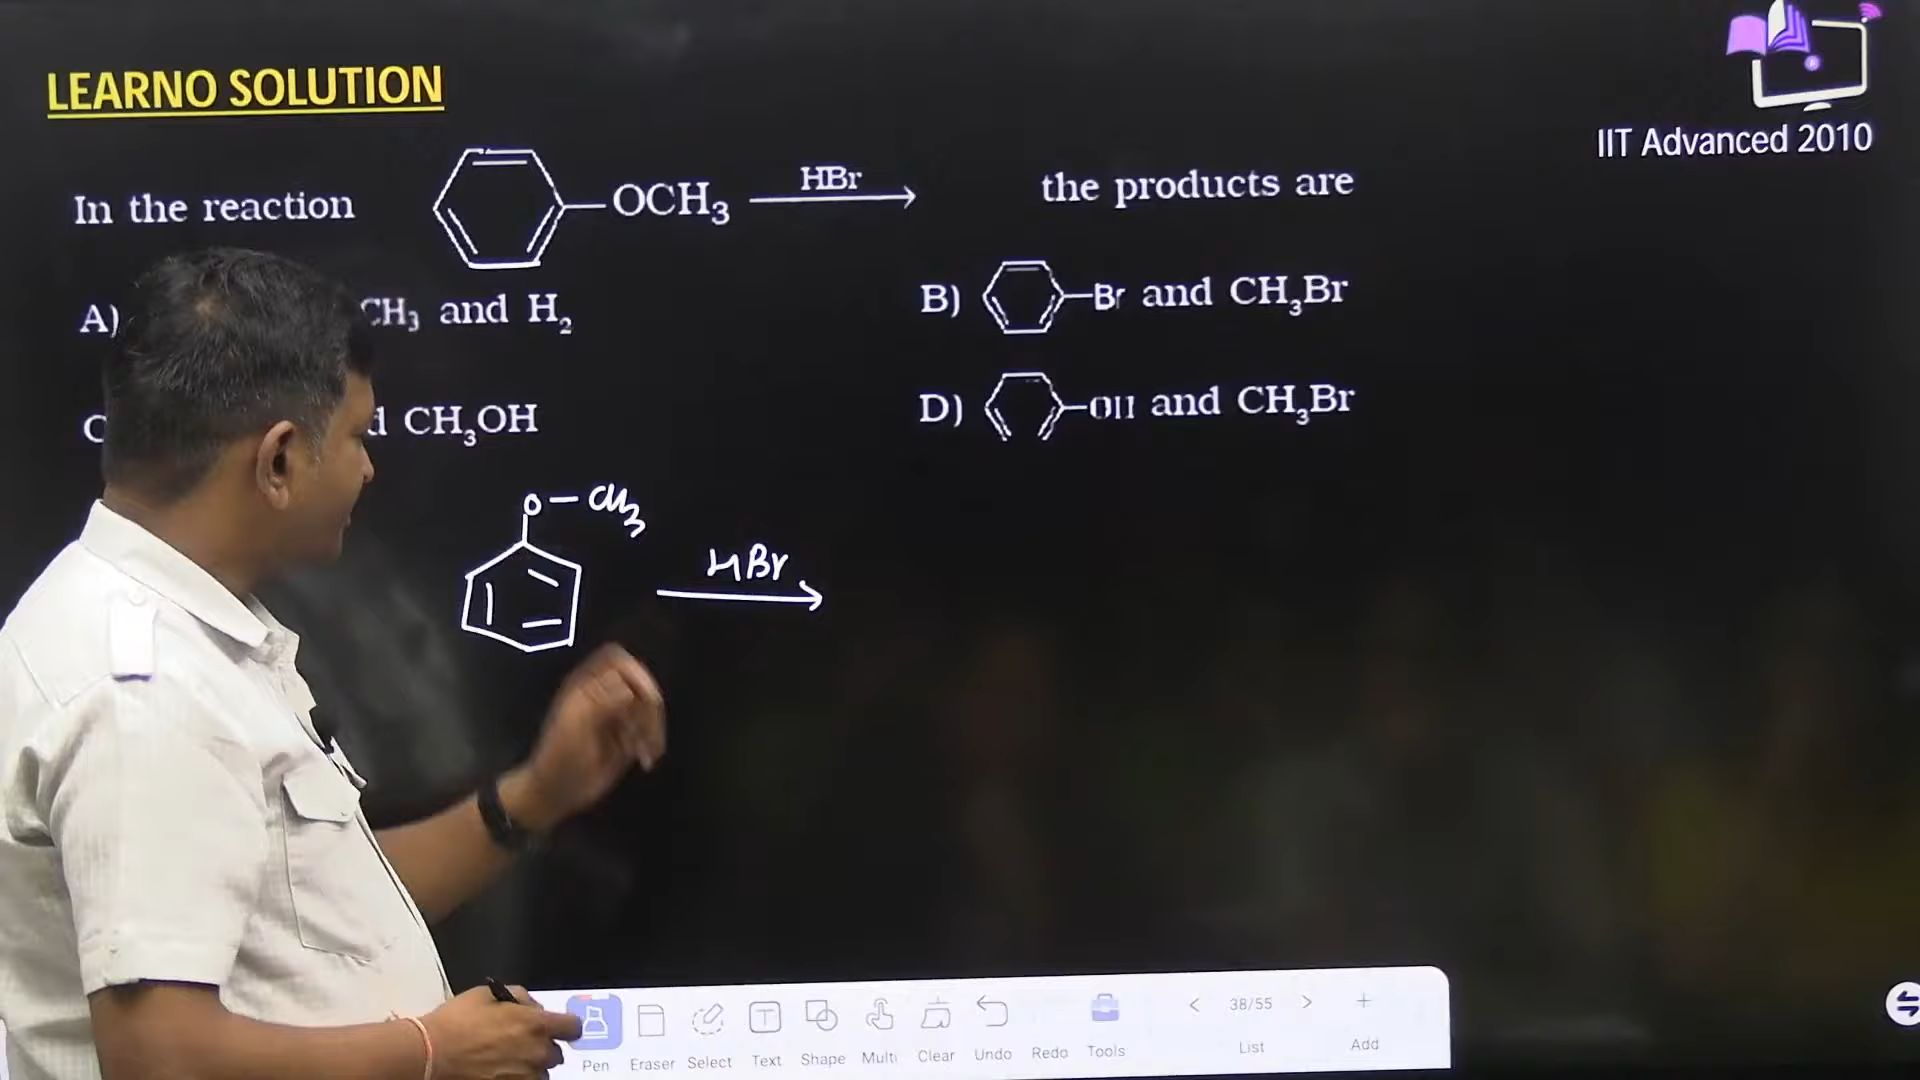 LEARNO SOLUTION
IIT Advanced 2010
In the reaction OCH₃ HBr the products are
A) CH₃ and H₂
B) Br and CH₃Br
C CH₃OH
D) OH and CH₃Br
O - CH₃
HBr
38/55
Pen Eraser Select Text Shape Multi Clear Undo Redo Tools List Add